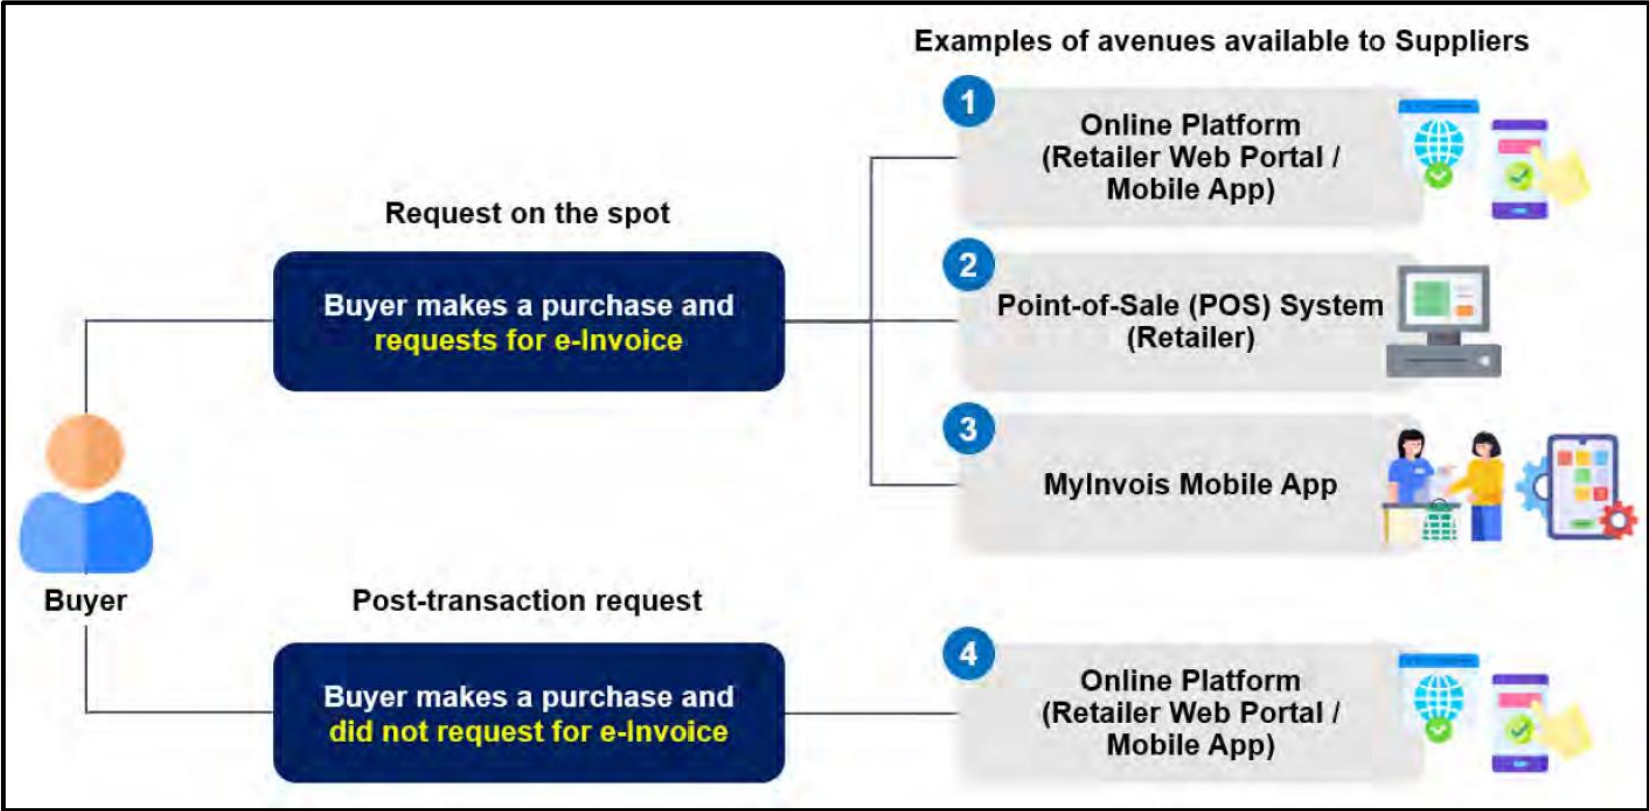 Examples of avenues available to Suppliers
1
Online Platform
(Retailer Web Portal /
Mobile App)
Request on the spot
2
Buyer makes a purchase and
requests for e-Invoice
Point-of-Sale (POS) System
(Retailer)
3
MyInvois Mobile App
Buyer
Post-transaction request
4
Buyer makes a purchase and
did not request for e-Invoice
Online Platform
(Retailer Web Portal /
Mobile App)